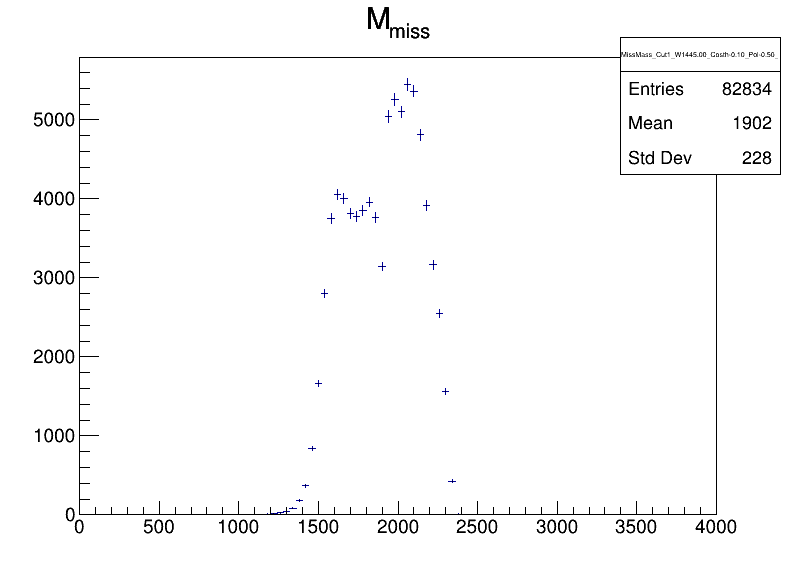 M_miss
MissMass_Cut1_W1445.00_Costh-0.10_Pol-0.50_
Entries 82834
Mean 1902
Std Dev 228
5000
4000
3000
2000
1000
0
0 500 1000 1500 2000 2500 3000 3500 4000